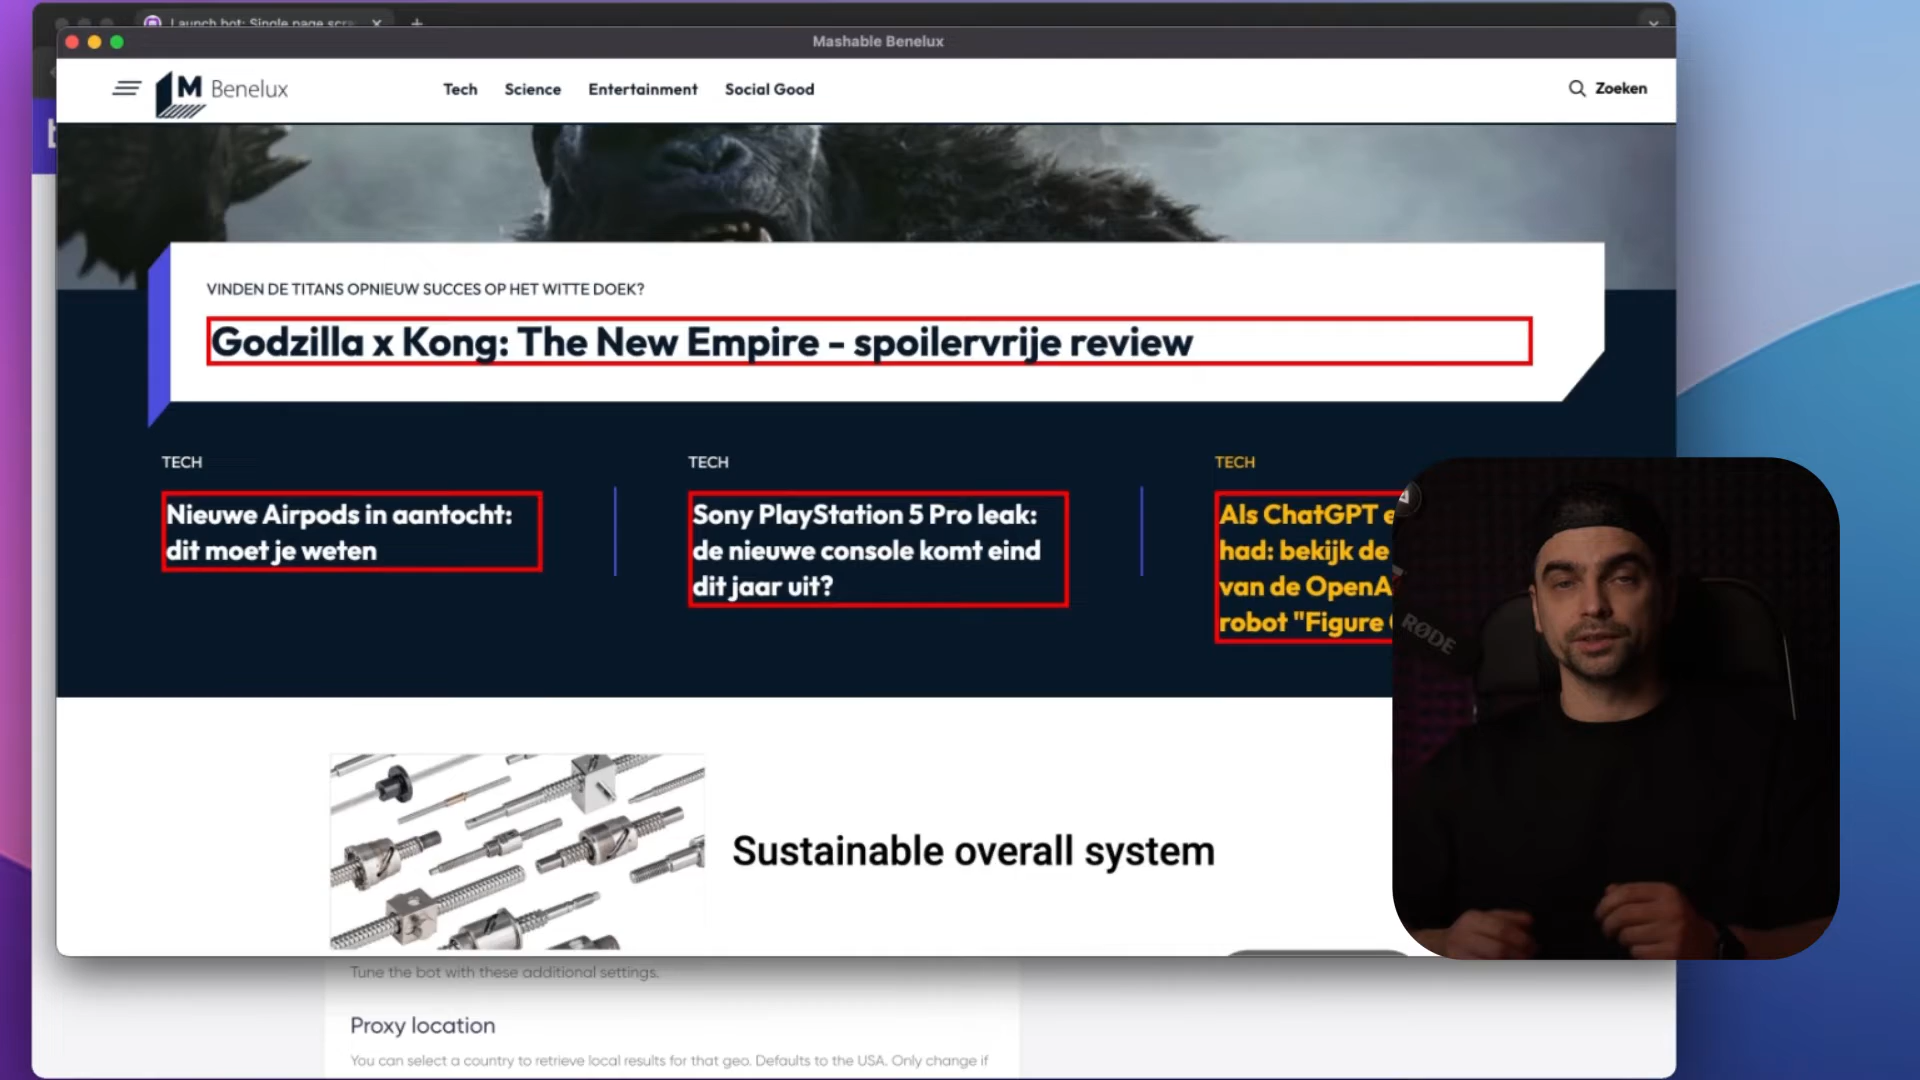 Launch bot: Single page scra
Mashable Benelux
M Benelux
Tech
Science
Entertainment
Social Good
Zoeken
VINDEN DE TITANS OPNIEUW SUCCES OP HET WITTE DOEK?
Godzilla x Kong: The New Empire - spoilervrije review
TECH
Nieuwe Airpods in aantocht:
dit moet je weten
TECH
Sony PlayStation 5 Pro leak:
de nieuwe console komt eind
dit jaar uit?
TECH
Als ChatGPT
had: bekijk de
van de OpenA
robot "Figure
RØDE
Sustainable overall system
Tune the bot with these additional settings.
Proxy location
You can select a country to retrieve local results for that geo. Defaults to the USA. Only change if